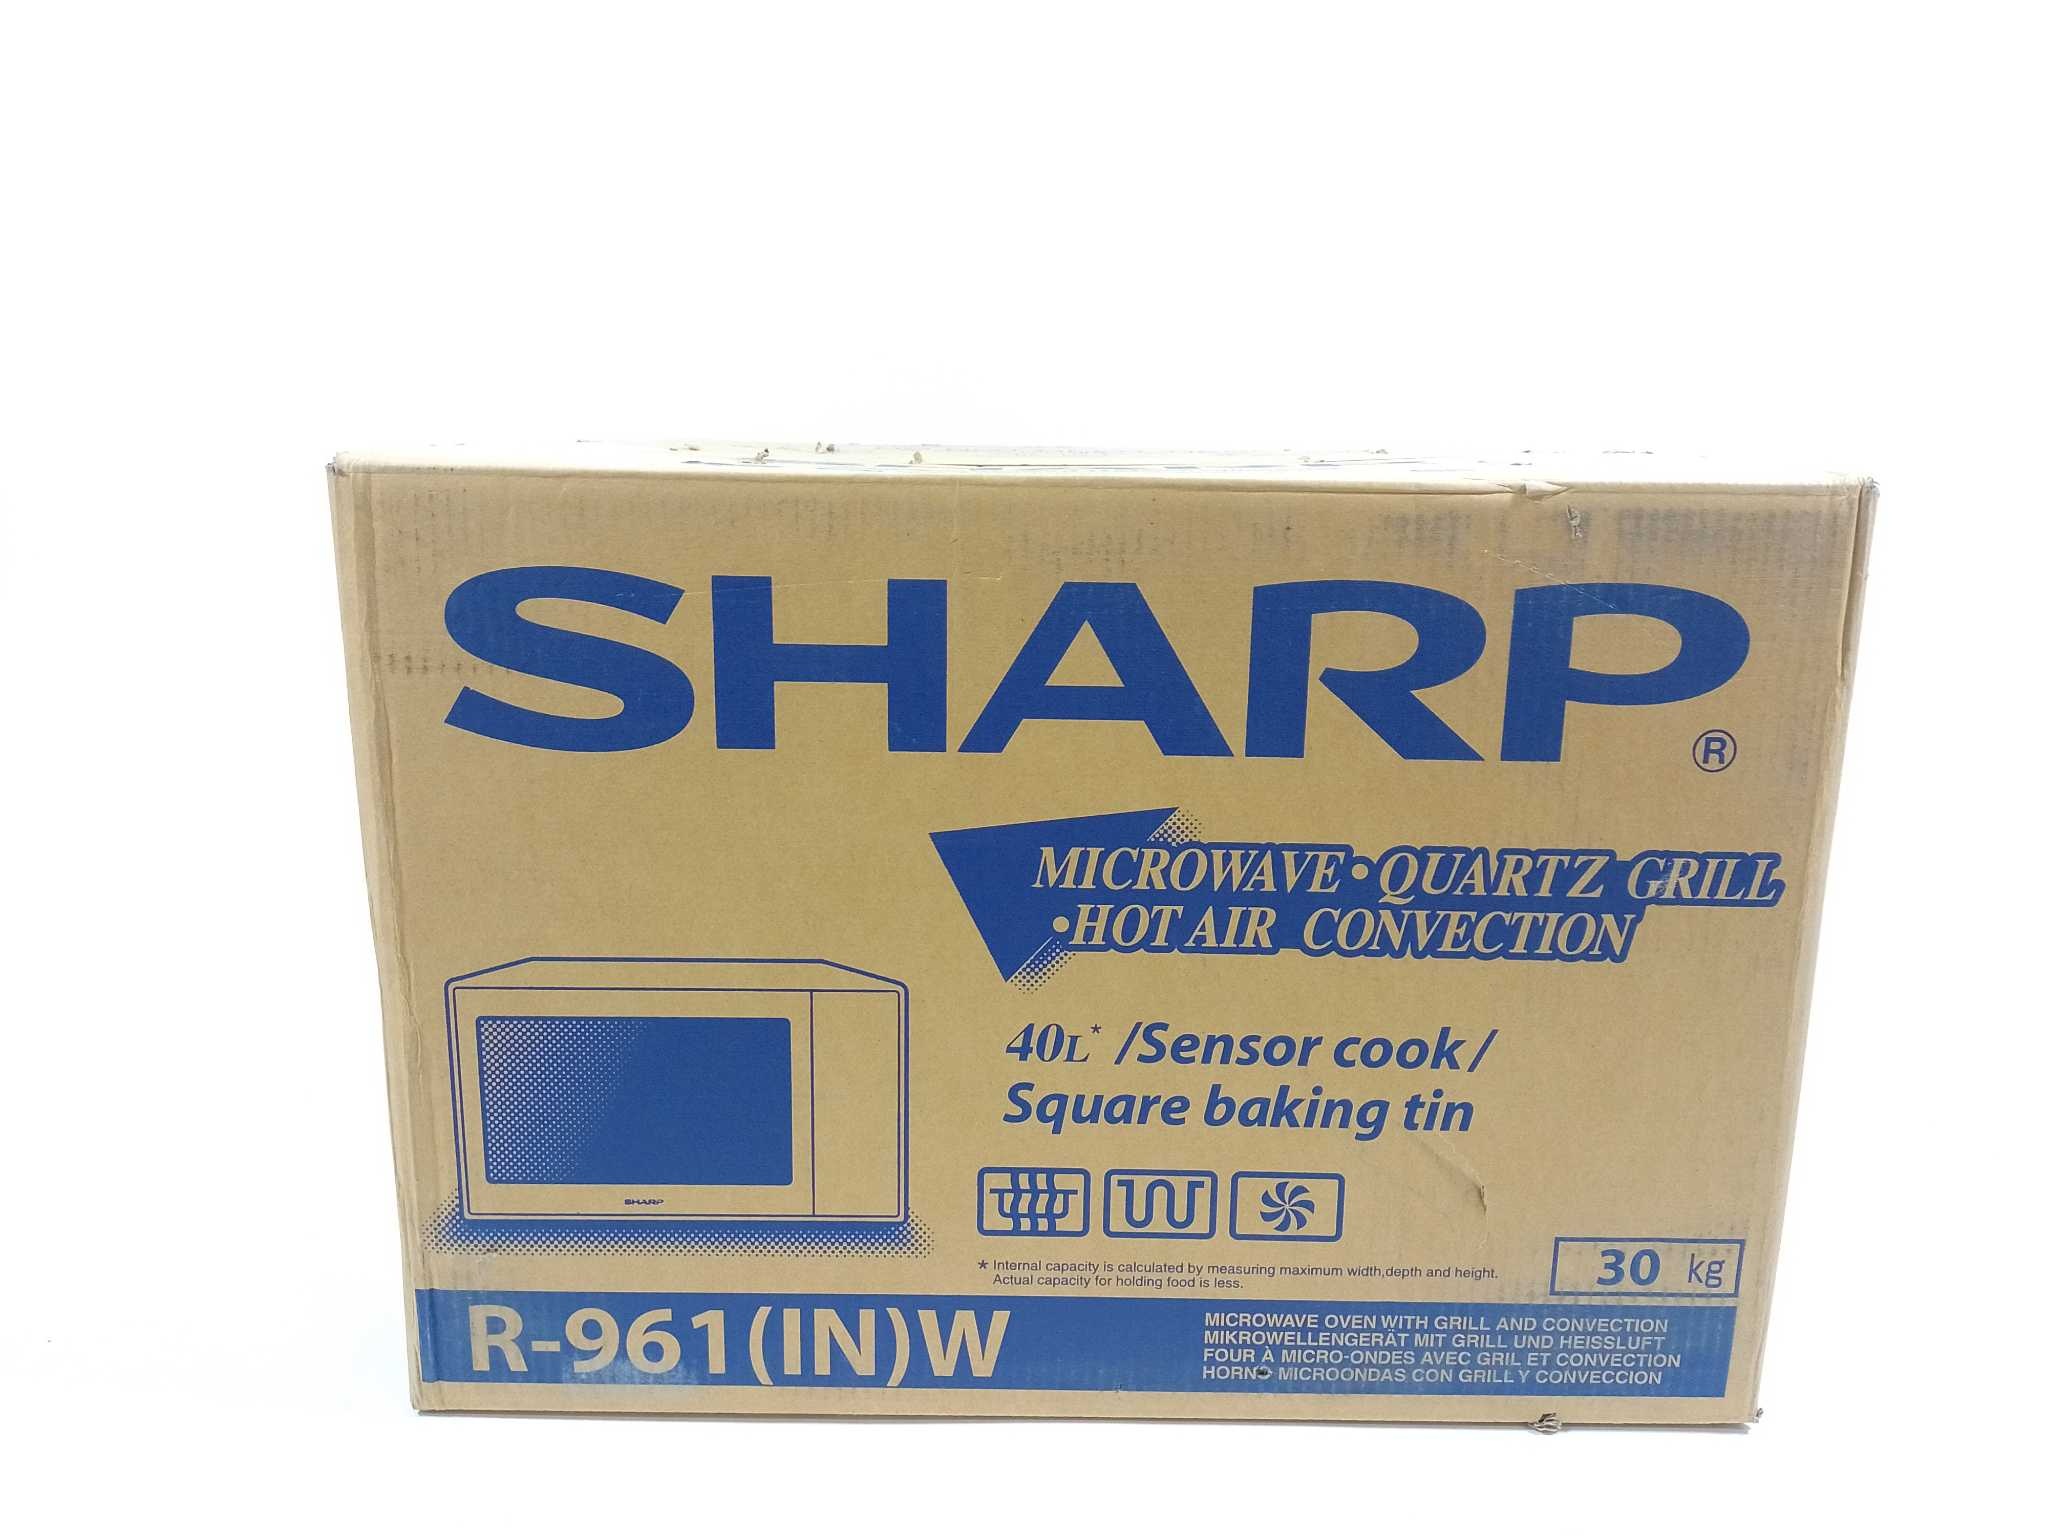 SHARP®
MICROWAVE•QUARTZ GRILL
•HOT AIR CONVECTION
40L* /Sensor cook/
Square baking tin
SHARP
* Internal capacity is calculated by measuring maximum width,depth and height.
Actual capacity for holding food is less.
30 kg
R-961(IN)W
MICROWAVE OVEN WITH GRILL AND CONVECTION
MIKROWELLENGERÄT MIT GRILL UND HEISSLUFT
FOUR À MICRO-ONDES AVEC GRIL ET CONVECTION
HORNO MICROONDAS CON GRILL Y CONVECCION